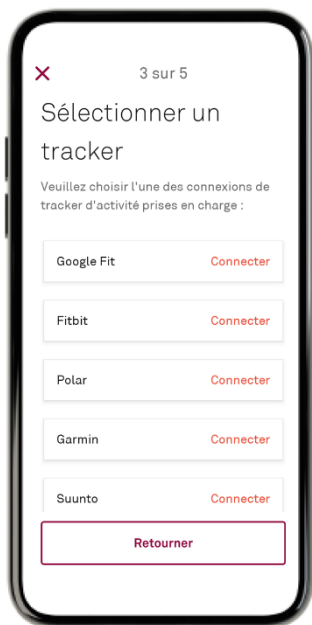 3 sur 5
Sélectionner un
tracker
Veuillez choisir l'une des connexions de
tracker d'activité prises en charge :
Google Fit Connecter
Fitbit Connecter
Polar Connecter
Garmin Connecter
Suunto Connecter
Retourner